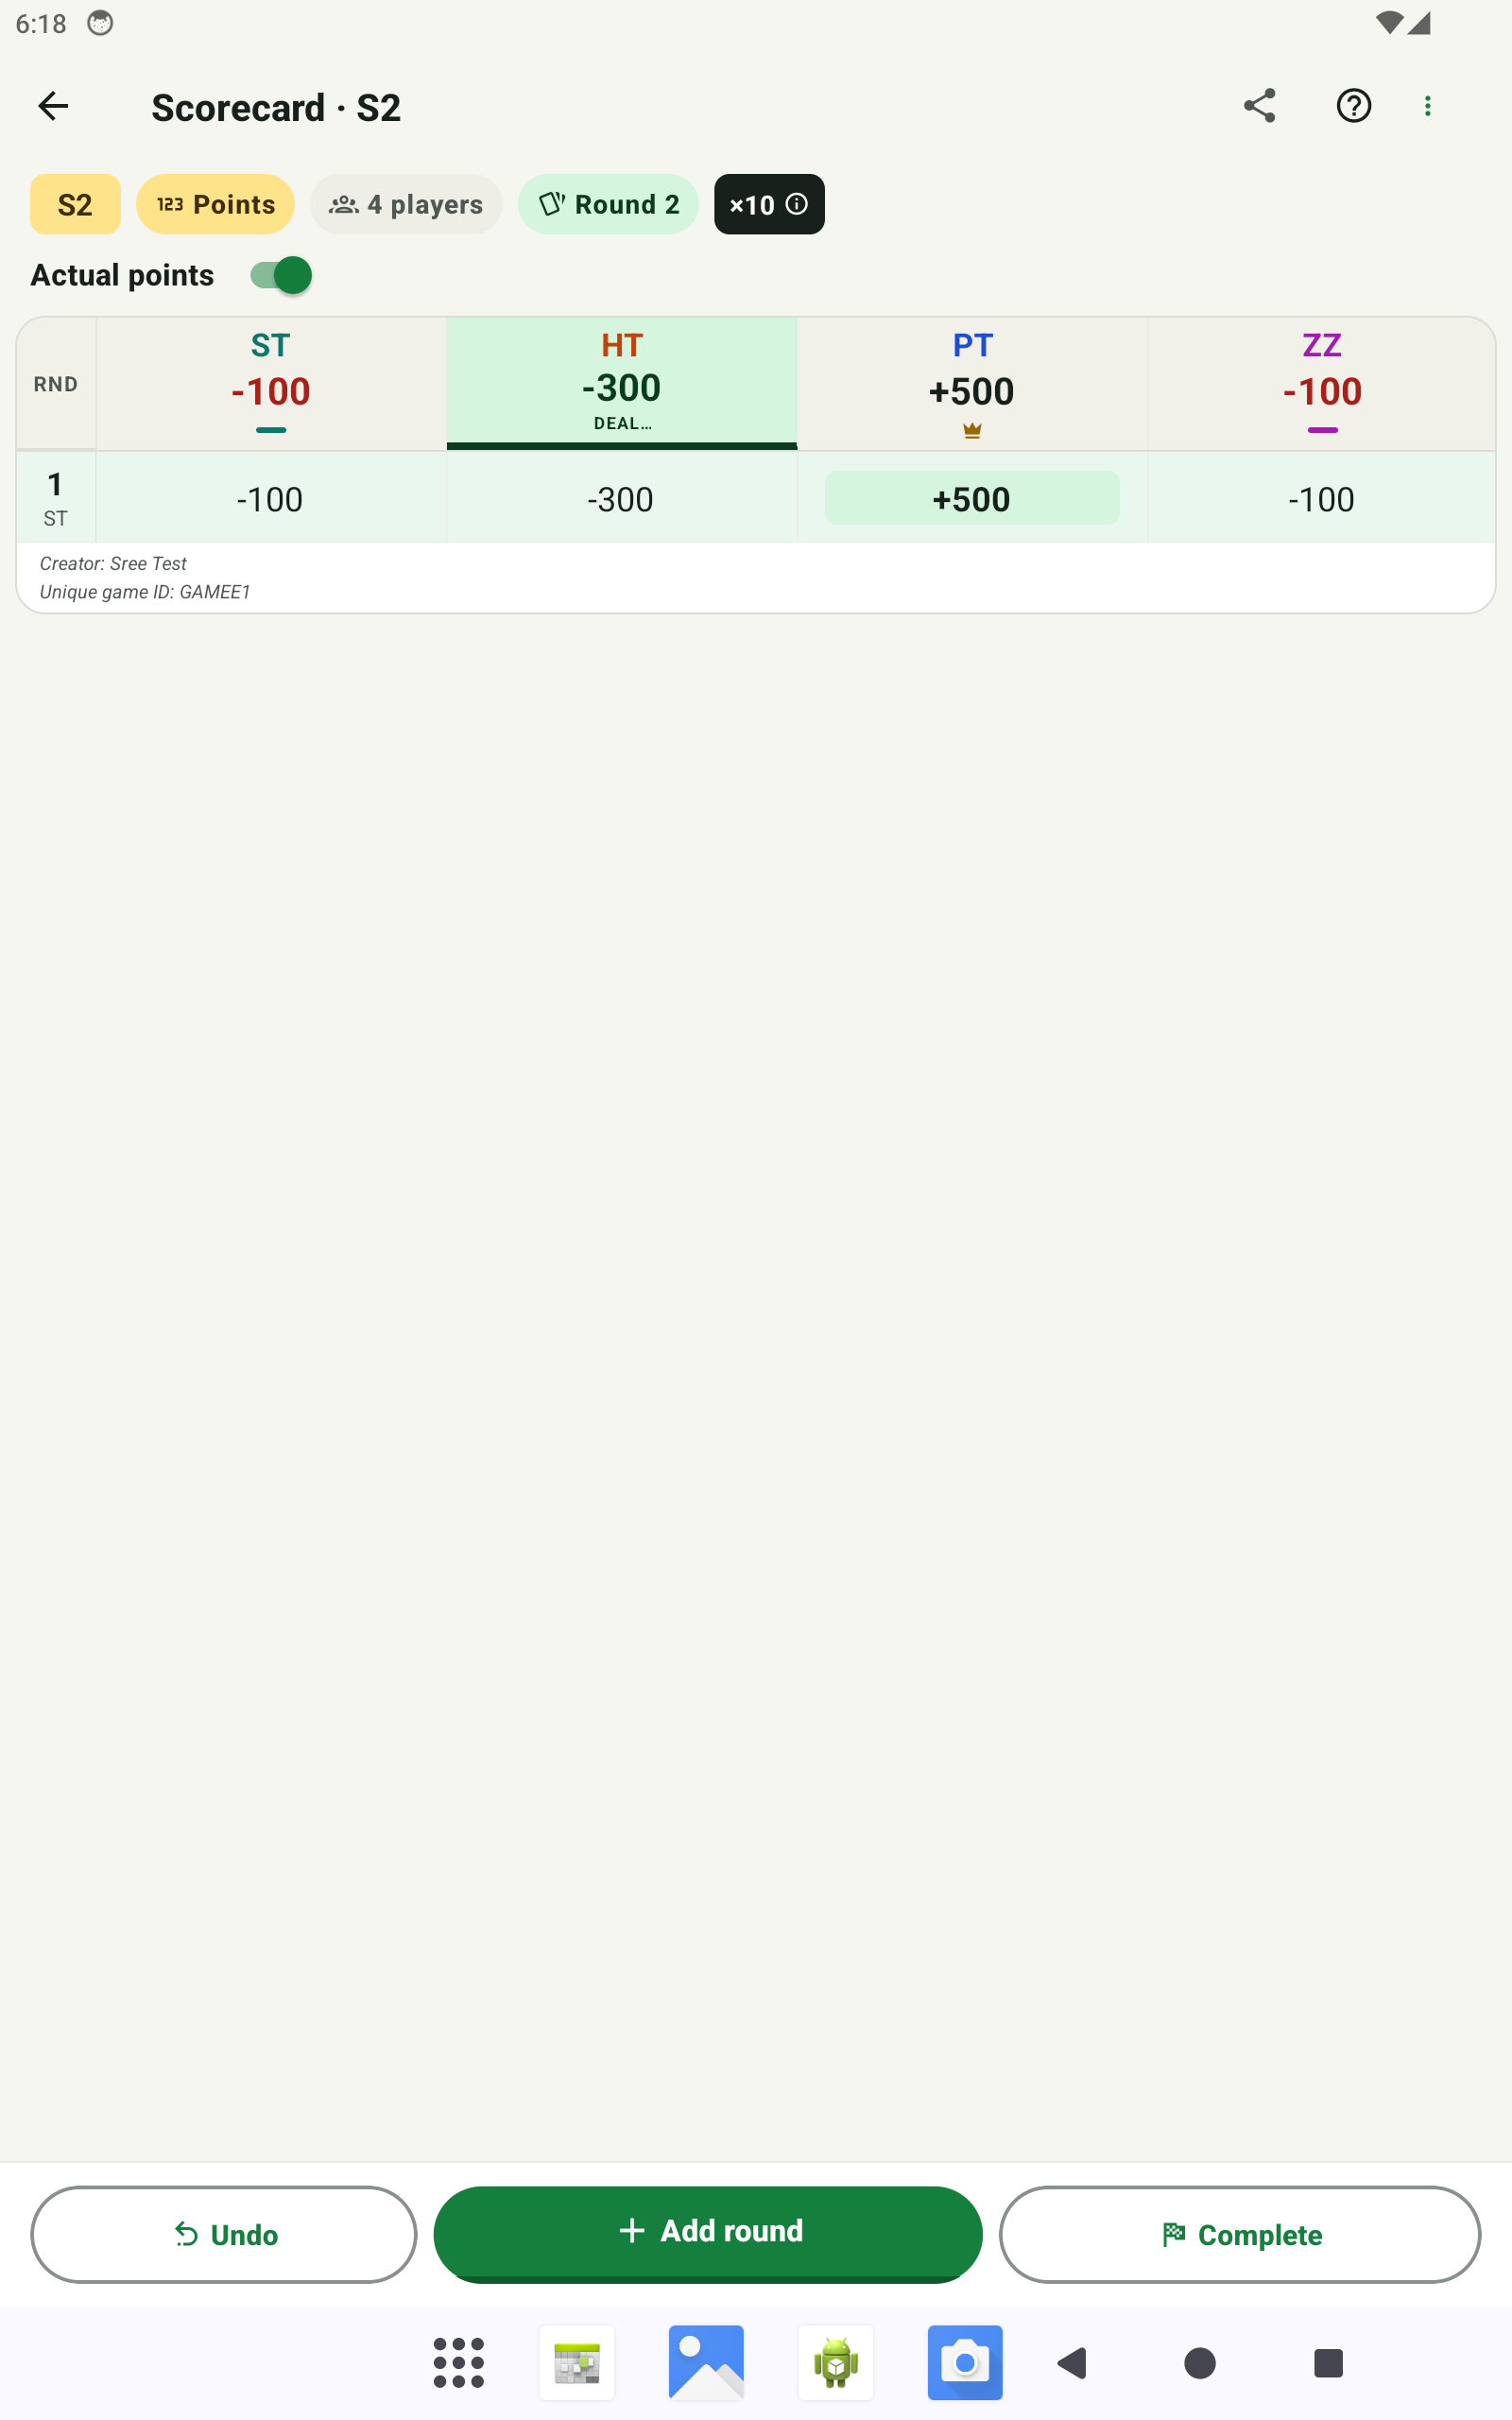 6:18
Scorecard · S2
S2
123 Points
4 players
Round 2
×10
Actual points
RND
ST
-100
HT
-300
DEAL…
PT
+500
ZZ
-100
1
ST
-100
-300
+500
-100
Creator: Sree Test
Unique game ID: GAMEE1
Undo
+ Add round
Complete